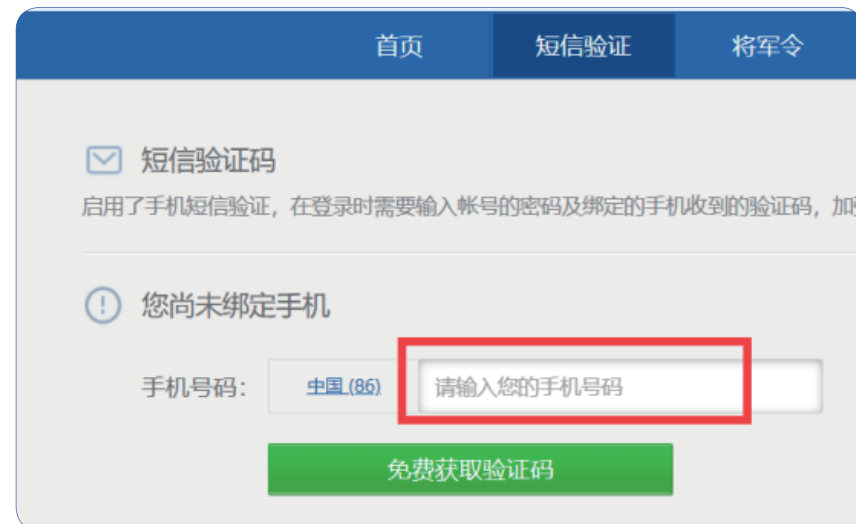 首页 短信验证 将军令
短信验证码
启用了手机短信验证，在登录时需要输入帐号的密码及绑定的手机收到的验证码，加
您尚未绑定手机
手机号码： 中国 (86) 请输入您的手机号码
免费获取验证码